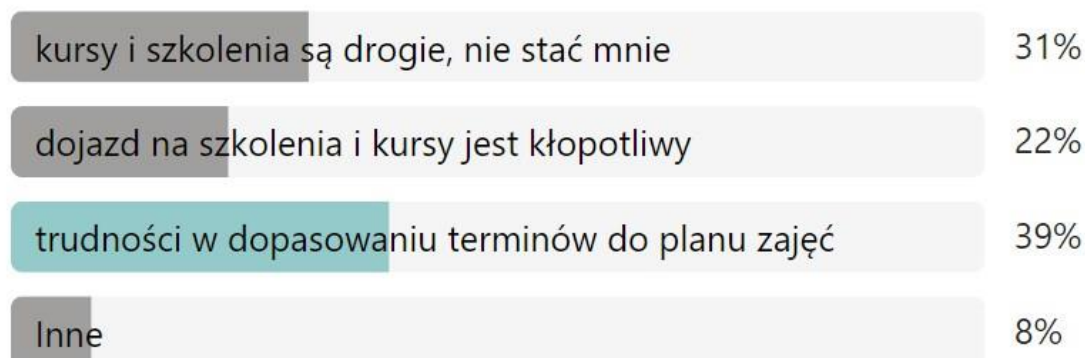 kursy i szkolenia są drogie, nie stać mnie 31%
dojazd na szkolenia i kursy jest kłopotliwy 22%
trudności w dopasowaniu terminów do planu zajęć 39%
Inne 8%